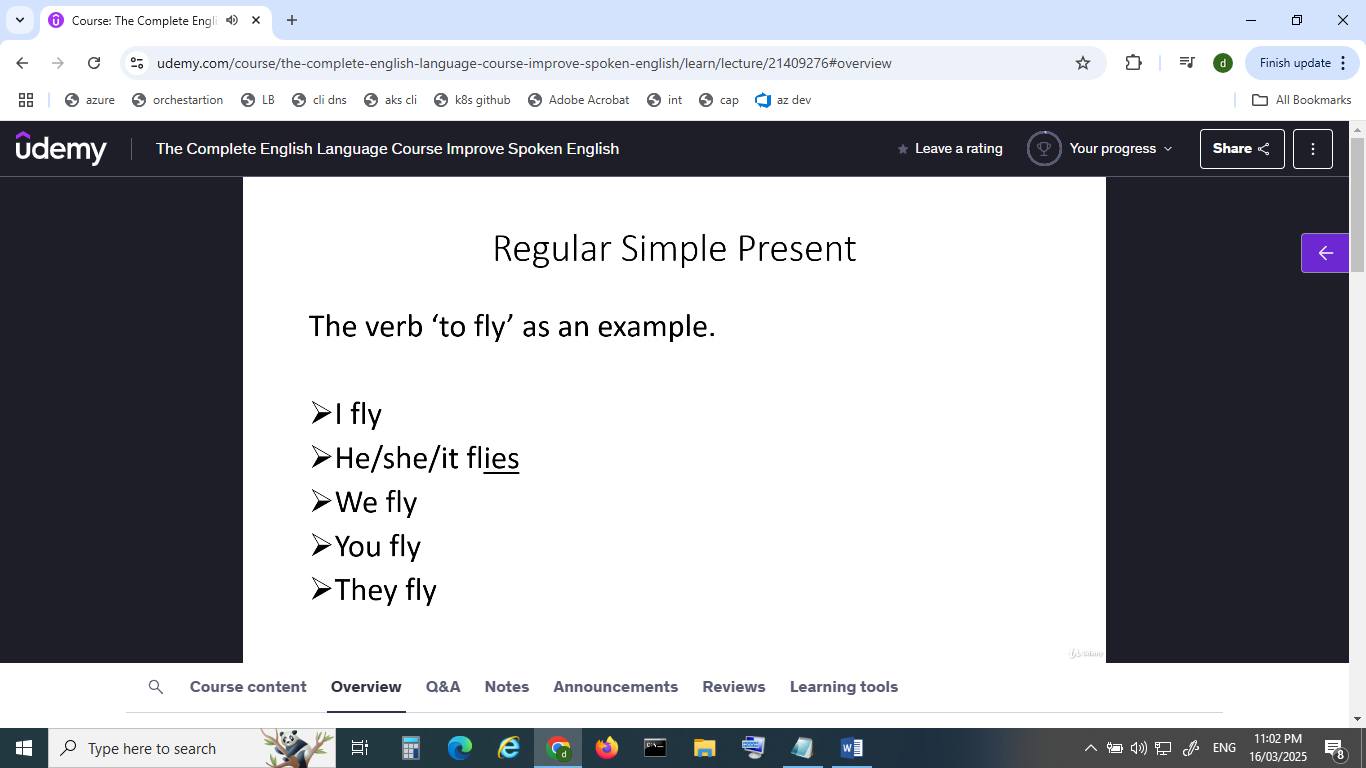 Course: The Complete Engli
udemy.com/course/the-complete-english-language-course-improve-spoken-english/learn/lecture/21409276#overview
d
Finish update
azure
orchestartion
LB
cli dns
aks cli
k8s github
Adobe Acrobat
int
cap
az dev
All Bookmarks
udemy
The Complete English Language Course Improve Spoken English
Leave a rating
Your progress
Share
Regular Simple Present
The verb ‘to fly’ as an example.
➢I fly
➢He/she/it flies
➢We fly
➢You fly
➢They fly
Udemy
Course content
Overview
Q&A
Notes
Announcements
Reviews
Learning tools
Type here to search
ENG
11:02 PM
16/03/2025
8